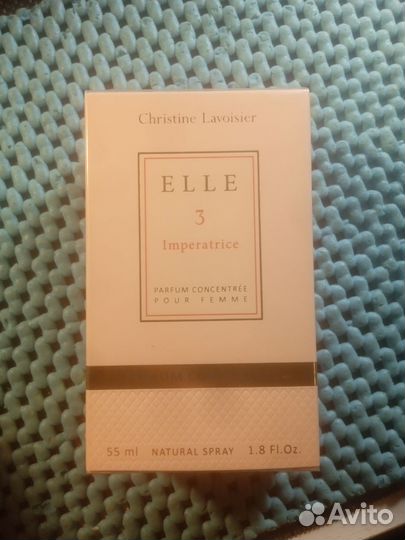 Christine Lavoisier
ELLE
3
Imperatrice
PARFUM CONCENTRÉE
POUR FEMME
55 ml NATURAL SPRAY 1.8 Fl.Oz.
Avito